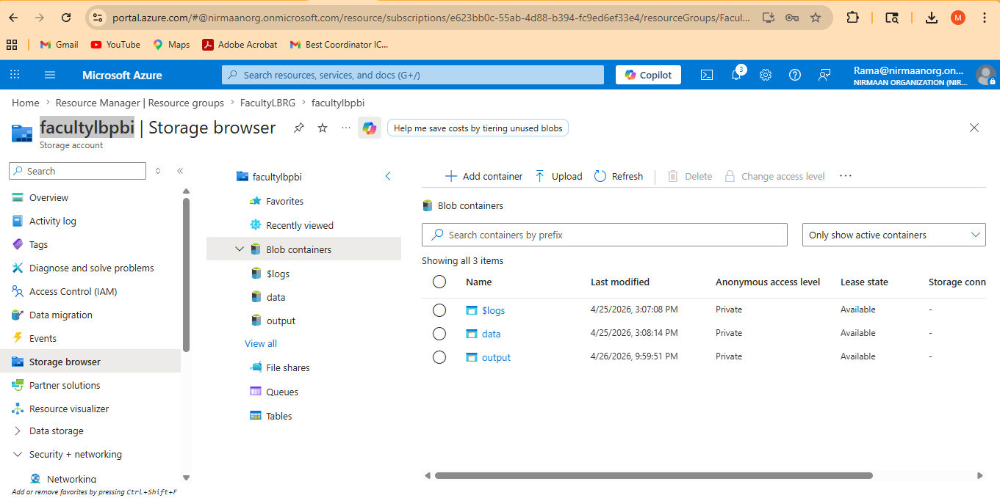 portal.azure.com/#@nirmaanorg.onmicrosoft.com/resource/subscriptions/e623bb0c-55ab-4d88-b394-fc9ed6ef33e4/resourceGroups/Facul...
M
Gmail YouTube Maps Adobe Acrobat Best Coordinator IC...
Microsoft Azure
Search resources, services, and docs (G+/)
Copilot
3
Rama@nirmaanorg.on...
NIRMAAN ORGANIZATION (NIR...
Home > Resource Manager | Resource groups > FacultyLBRG > facultylbpbi
facultylbpbi | Storage browser
Help me save costs by tiering unused blobs
Storage account
Search
Overview
Activity log
Tags
Diagnose and solve problems
Access Control (IAM)
Data migration
Events
Storage browser
Partner solutions
Resource visualizer
Data storage
Security + networking
Networking
Add or remove favorites by pressing Ctrl+Shift+F
facultylbpbi
Favorites
Recently viewed
Blob containers
$logs
data
output
View all
File shares
Queues
Tables
Add container Upload Refresh Delete Change access level
Blob containers
Search containers by prefix
Only show active containers
Showing all 3 items
Name Last modified Anonymous access level Lease state Storage conn
$logs 4/25/2026, 3:07:08 PM Private Available -
data 4/25/2026, 3:08:14 PM Private Available -
output 4/26/2026, 9:59:51 PM Private Available -